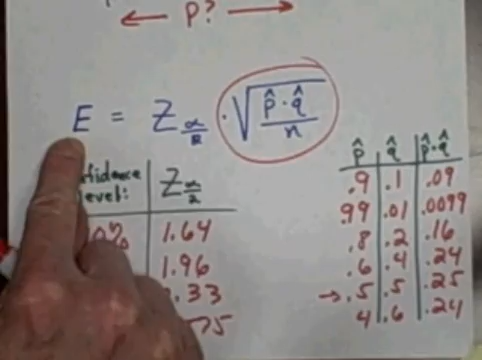 ← P? →
E = Z α/2 · √ p̂·q̂ / n
level: | Z α/2
1.64
1.96
.33
p̂ | q̂ | p̂·q̂
.9 | .1 | .09
.99 | .01 | .0099
.8 | .2 | .16
.6 | .4 | .24
→ .5 | .5 | .25
4 | .6 | .24